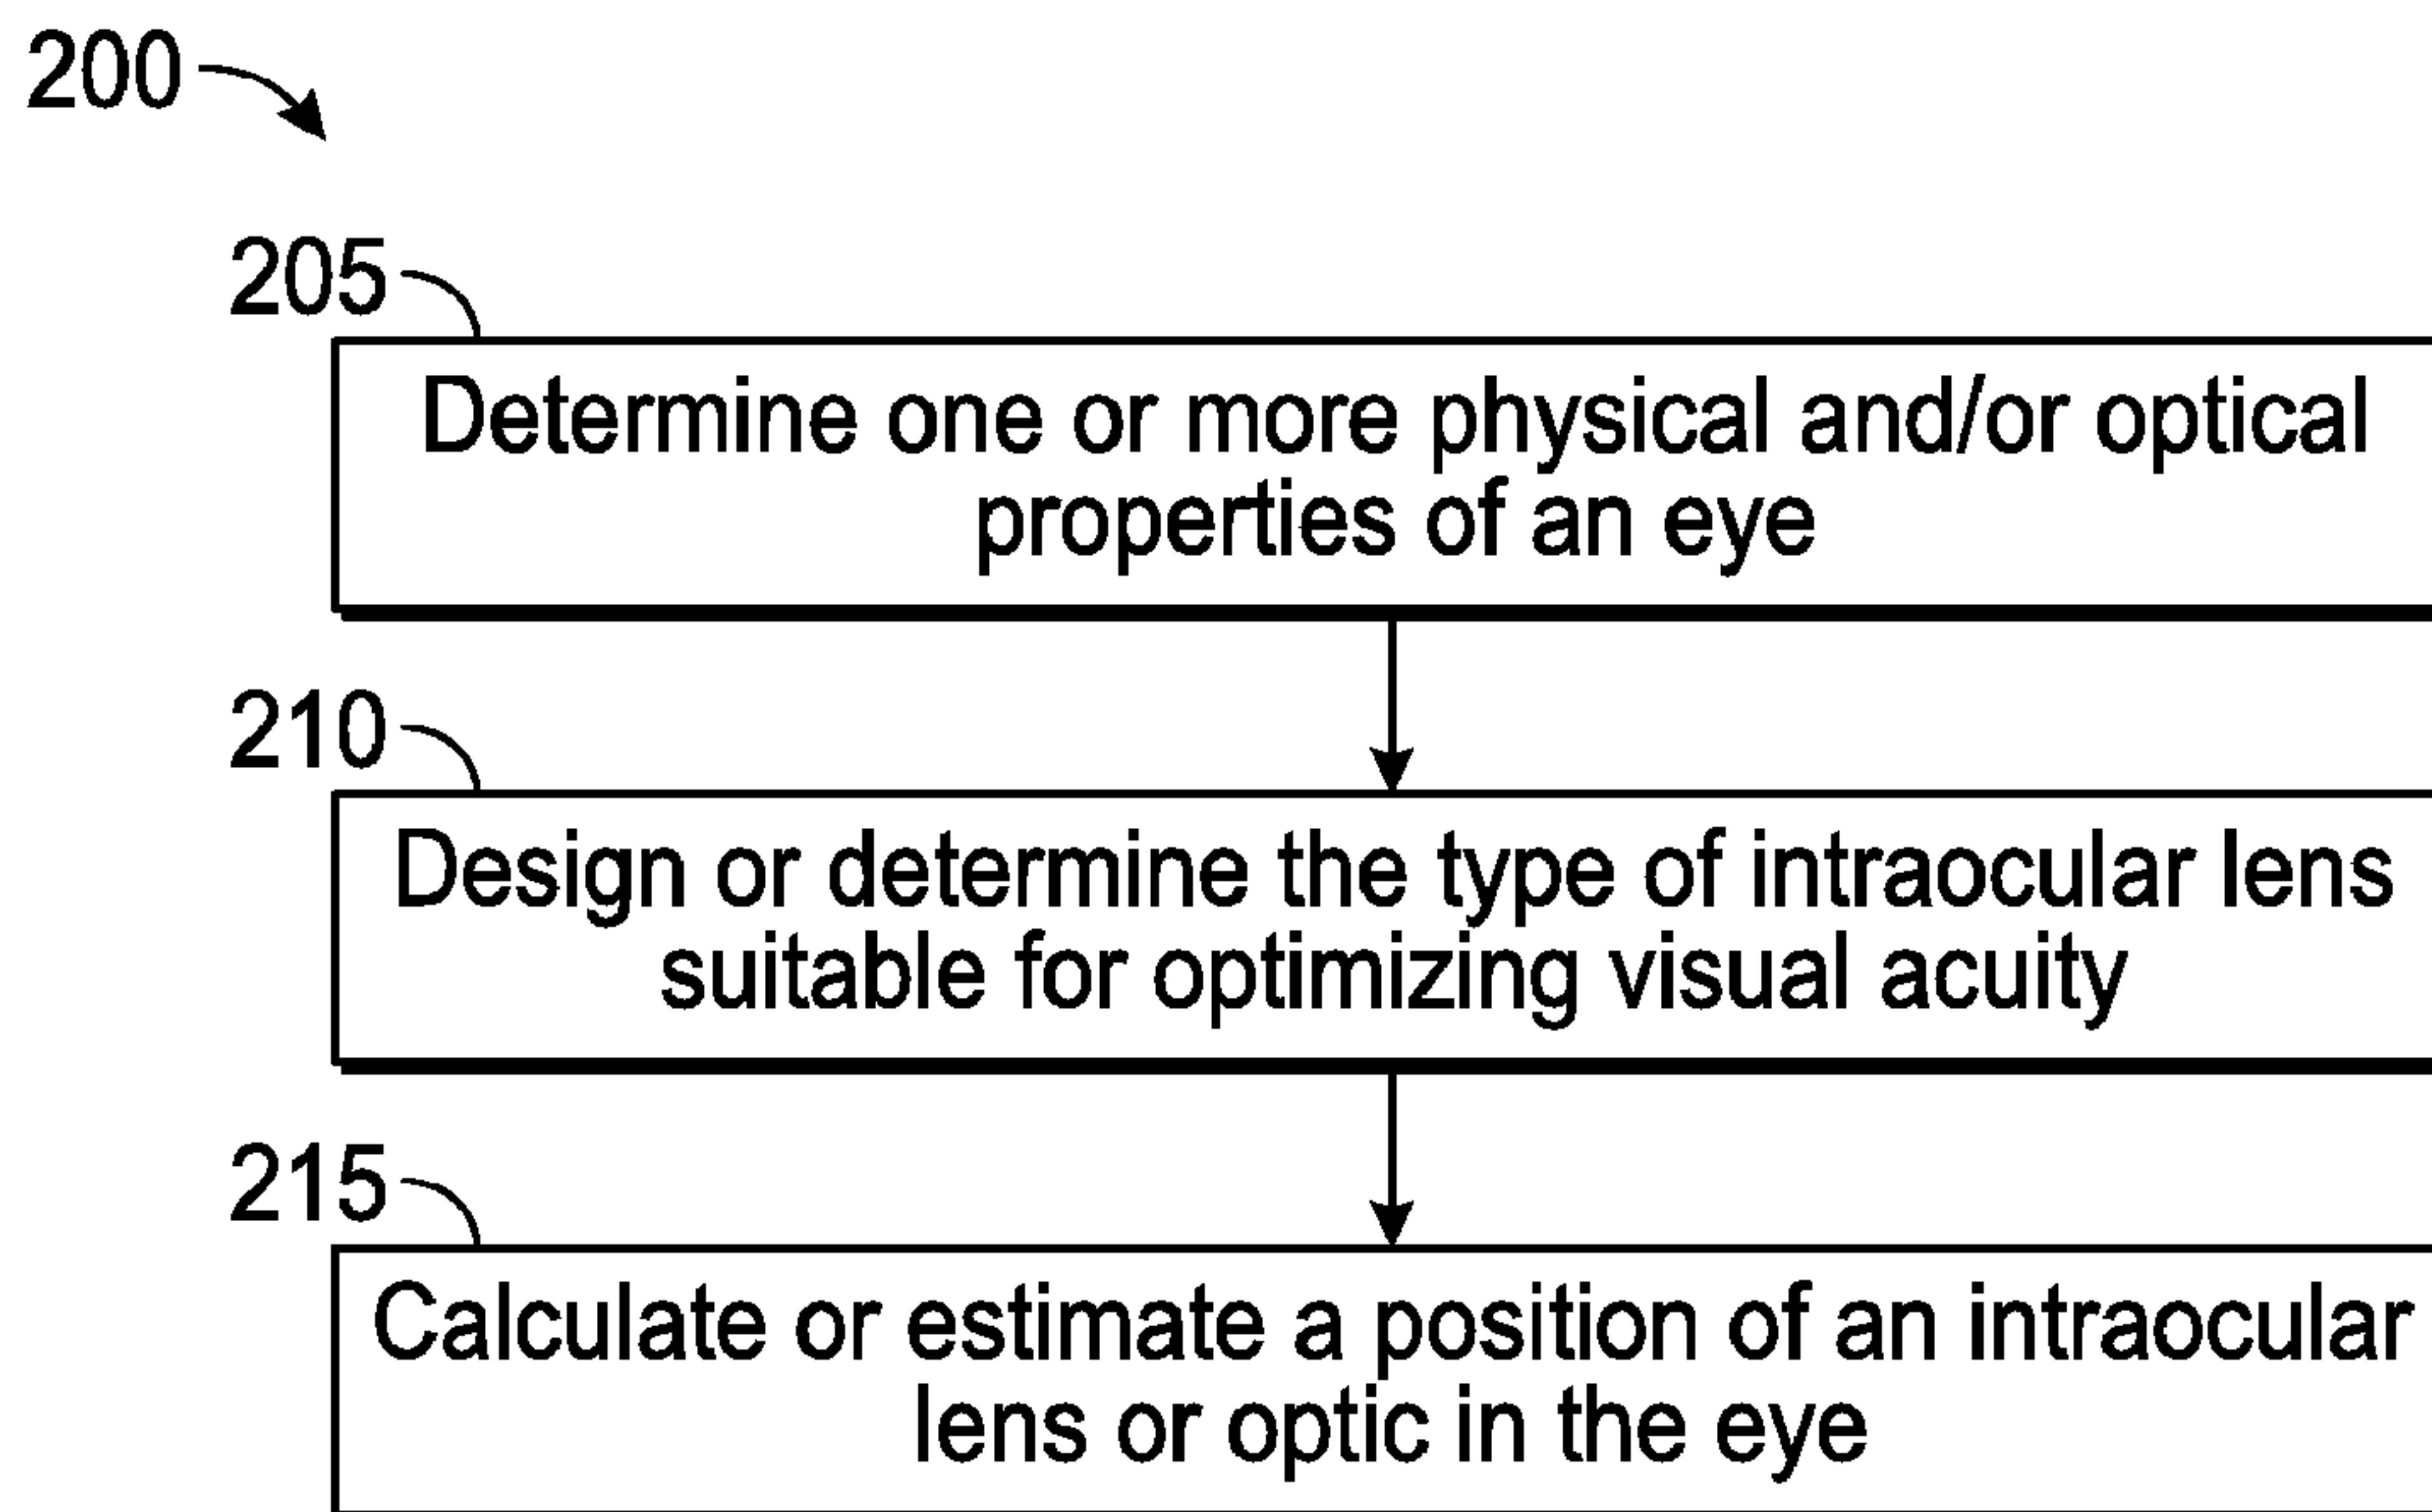 200
205
Determine one or more physical and/or optical
properties of an eye
210
Design or determine the type of intraocular lens
suitable for optimizing visual acuity
215
Calculate or estimate a position of an intraocular
lens or optic in the eye